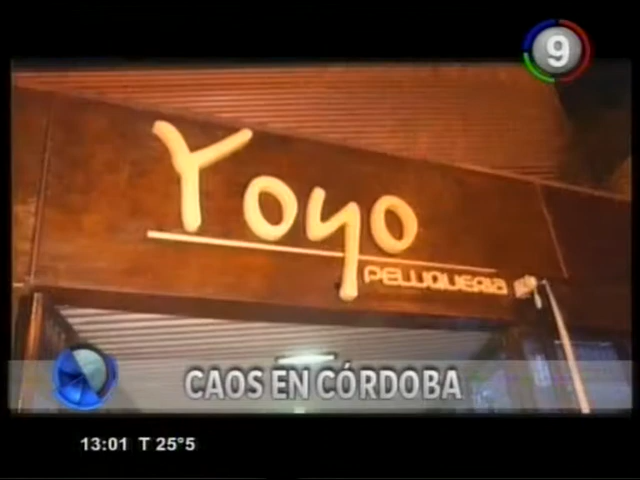 9
Yoyo
PELUQUERIA
CAOS EN CÓRDOBA
13:01 T 25°5